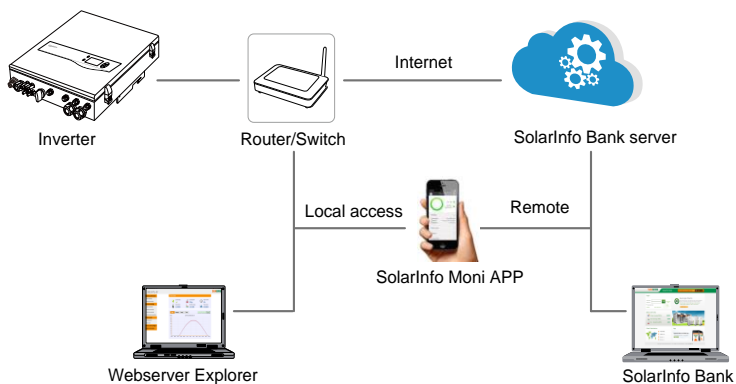 Internet
Inverter
Router/Switch
SolarInfo Bank server
Local access
Remote
SolarInfo Moni APP
Webserver Explorer
SolarInfo Bank